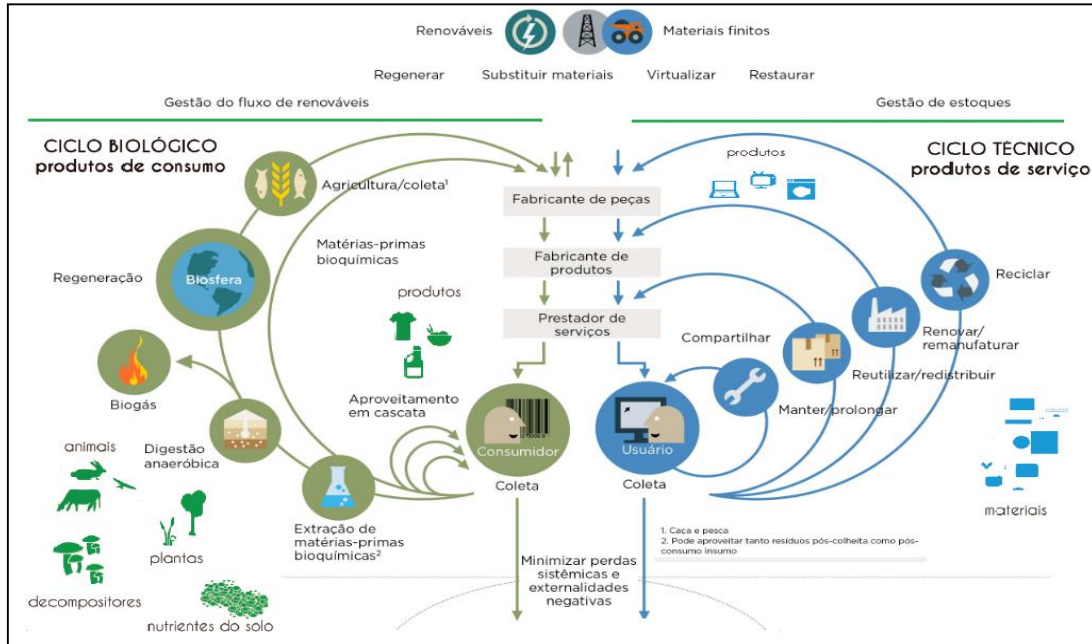 Renováveis
Materiais finitos
Regenerar
Substituir materiais
Virtualizar
Restaurar
Gestão do fluxo de renováveis
Gestão de estoques
CICLO BIOLÓGICO
produtos de consumo
CICLO TÉCNICO
produtos de serviço
produtos
Agricultura/coleta¹
Fabricante de peças
Matérias-primas
bioquímicas
Regeneração
Biosfera
Fabricante de
produtos
Reciclar
produtos
Prestador de
serviços
Renovar/
remanufaturar
Compartilhar
Reutilizar/redistribuir
Biogás
Aproveitamento
em cascata
Manter/prolongar
animais
Digestão
anaeróbica
Consumidor
Usuário
Coleta
Coleta
materiais
plantas
Extração de
matérias-primas
bioquímicas²
1. Caça e pesca
2. Pode aproveitar tanto resíduos pós-colheita como pós-
consumo insumo
Minimizar perdas
sistêmicas e
externalidades
negativas
decompositores
nutrientes do solo